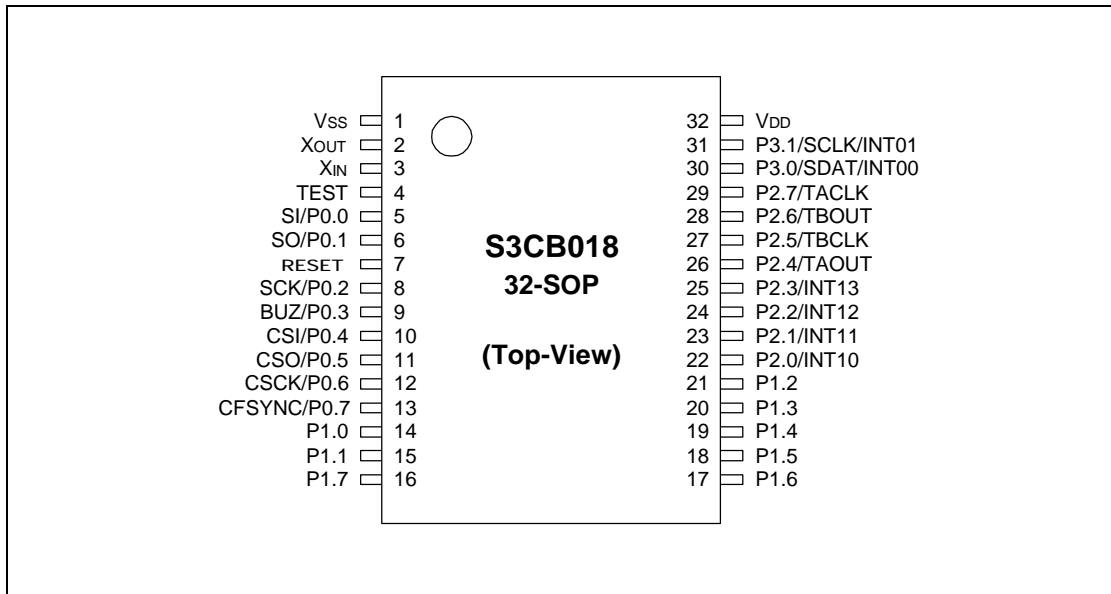 VSS 1
XOUT 2
XIN 3
TEST 4
SI/P0.0 5
SO/P0.1 6
RESET 7
SCK/P0.2 8
BUZ/P0.3 9
CSI/P0.4 10
CSO/P0.5 11
CSCK/P0.6 12
CFSYNC/P0.7 13
P1.0 14
P1.1 15
P1.7 16
S3CB018
32-SOP
(Top-View)
32 VDD
31 P3.1/SCLK/INT01
30 P3.0/SDAT/INT00
29 P2.7/TACLK
28 P2.6/TBOUT
27 P2.5/TBCLK
26 P2.4/TAOUT
25 P2.3/INT13
24 P2.2/INT12
23 P2.1/INT11
22 P2.0/INT10
21 P1.2
20 P1.3
19 P1.4
18 P1.5
17 P1.6